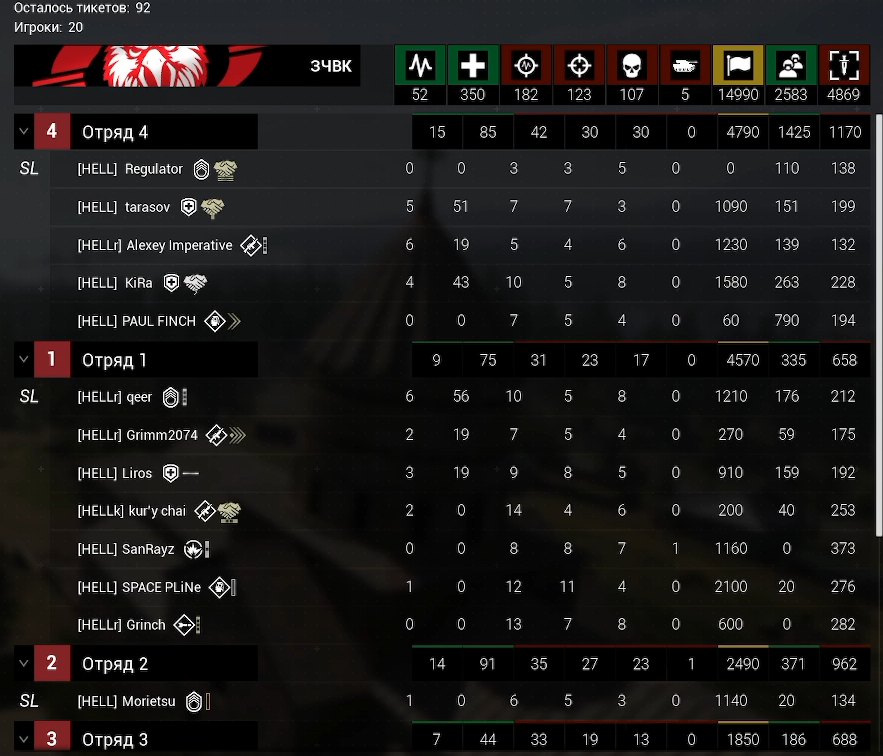 Осталось тикетов: 92
Игроки: 20
ЗЧВК
52 350 182 123 107 5 14990 2583 4869
4 Отряд 4 15 85 42 30 30 0 4790 1425 1170
SL [HELL] Regulator 0 0 3 3 5 0 0 110 138
[HELL] tarasov 5 51 7 7 3 0 1090 151 199
[HELLr] Alexey Imperative 6 19 5 4 6 0 1230 139 132
[HELL] KiRa 4 43 10 5 8 0 1580 263 228
[HELL] PAUL FINCH 0 0 7 5 4 0 60 790 194
1 Отряд 1 9 75 31 23 17 0 4570 335 658
SL [HELLr] qeer 6 56 10 5 8 0 1210 176 212
[HELLr] Grimm2074 2 19 7 5 4 0 270 59 175
[HELL] Liros 3 19 9 8 5 0 910 159 192
[HELLk] kur'y chai 2 0 14 4 6 0 200 40 253
[HELL] SanRayz 0 0 8 8 7 1 1160 0 373
[HELL] SPACE PLiNe 1 0 12 11 4 0 2100 20 276
[HELLr] Grinch 0 0 13 7 8 0 600 0 282
2 Отряд 2 14 91 35 27 23 1 2490 371 962
SL [HELL] Morietsu 1 0 6 5 3 0 1140 20 134
3 Отряд 3 7 44 33 19 13 0 1850 186 688